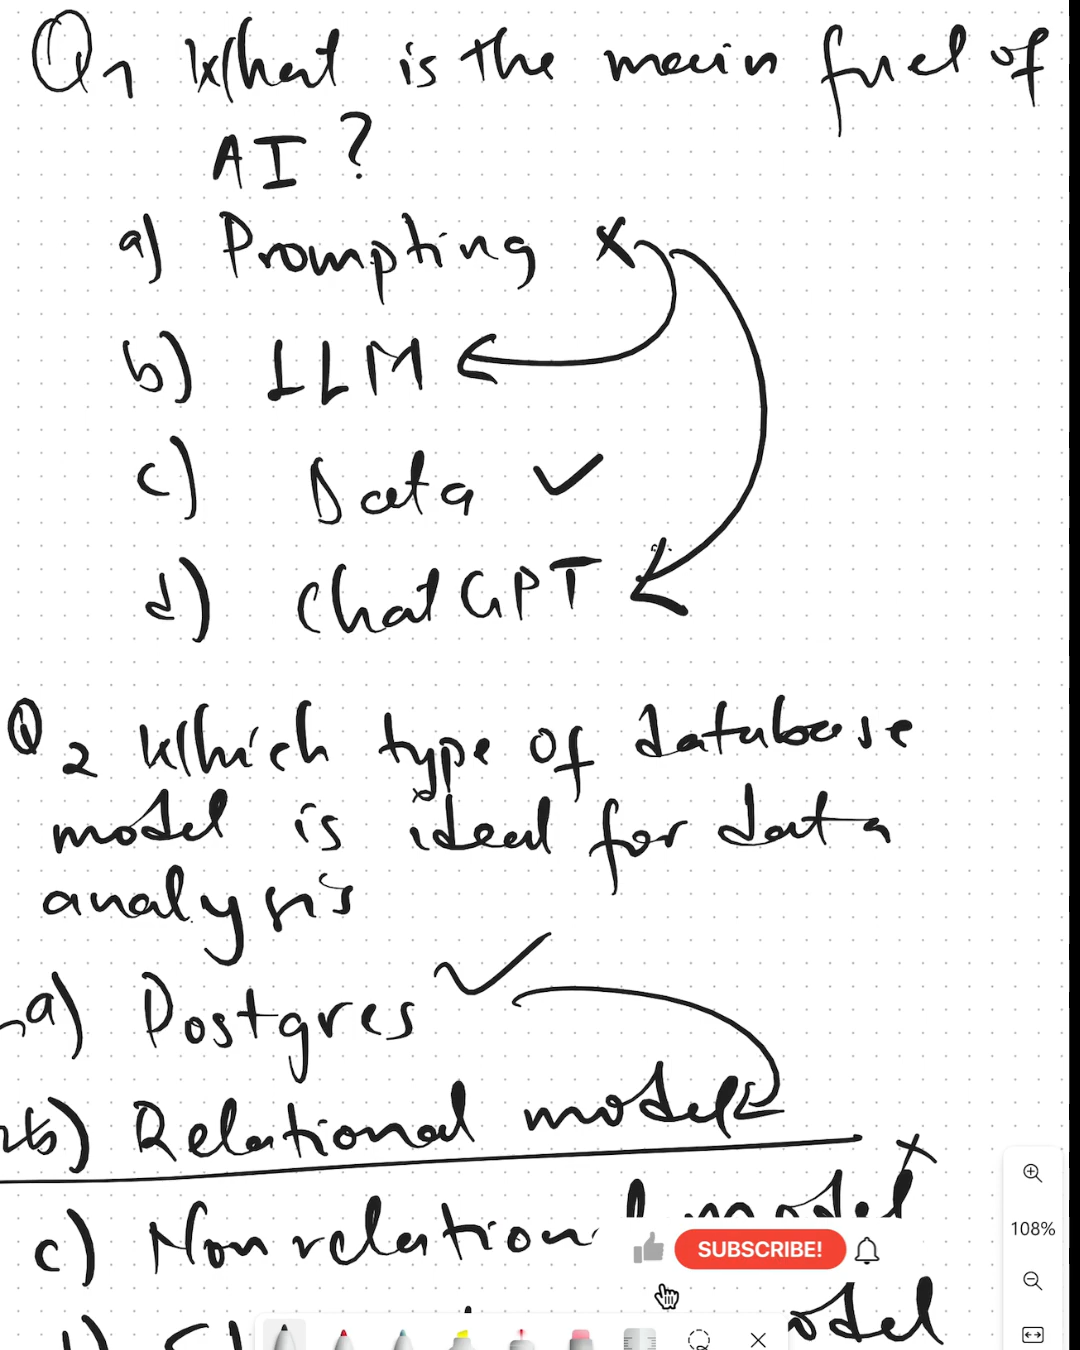 Q1 What is the main fuel of
AI ?
a) Prompting x
b) LLM
c) Data ✓
d) ChatGPT
Q2 Which type of database
model is ideal for data
analysis
a) Postgres ✓
b) Relational model
c) Non relational model x
SUBSCRIBE!
108%
d) model